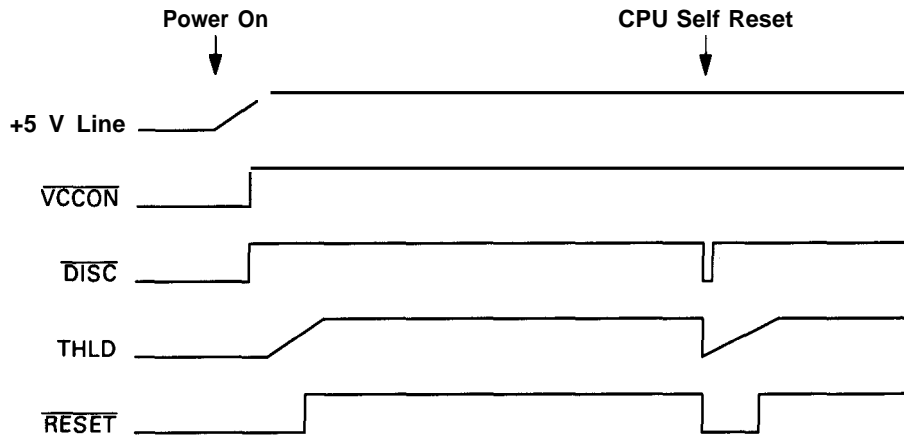 Power On
CPU Self Reset
+5 V Line
VCCON
DISC
THLD
RESET